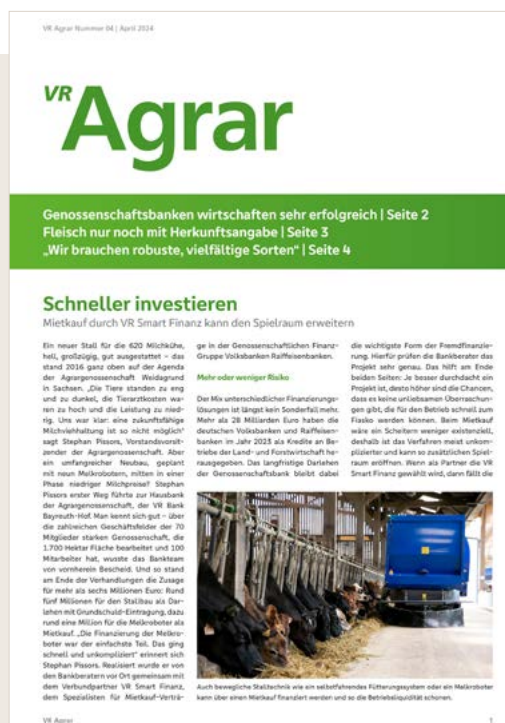 VR Agrar Nummer 04 | April 2024
VR Agrar
Genossenschaftsbanken wirtschaften sehr erfolgreich | Seite 2
Fleisch nur noch mit Herkunftsangabe | Seite 3
„Wir brauchen robuste, vielfältige Sorten“ | Seite 4
Schneller investieren
Mietkauf durch VR Smart Finanz kann den Spielraum erweitern
Ein neuer Stall für die 620 Milchkühe,
hell, großzügig, gut ausgestattet – das
stand 2016 ganz oben auf der Agenda
der Agrargenossenschaft Weidagrund
in Sachsen. „Die Tiere standen zu eng
und zu dunkel, die Tierarztkosten wa-
ren zu hoch und die Leistung zu nied-
rig. Uns war klar: eine zukunftsfähige
Milchviehhaltung ist so nicht möglich“
sagt Stephan Pissors, Vorstandsvorsit-
zender der Agrargenossenschaft. Aber
ein umfangreicher Neubau, geplant
mit neun Melkrobotern, mitten in einer
Phase niedriger Milchpreise? Stephan
Pissors erster Weg führte zur Hausbank
der Agrargenossenschaft, der VR Bank
Bayreuth-Hof. Man kennt sich gut – über
die zahlreichen Geschäftsfelder der 70
Mitglieder starken Genossenschaft, die
1.700 Hektar Fläche bearbeitet und 100
Mitarbeiter hat, wusste das Bankteam
von vornherein Bescheid. Und so stand
am Ende der Verhandlungen die Zusage
für mehr als sechs Millionen Euro: Rund
fünf Millionen für den Stallbau als Dar-
lehen mit Grundschuld-Eintragung, dazu
rund eine Million für die Melkroboter als
Mietkauf. „Die Finanzierung der Melkro-
boter war der einfachste Teil. Das ging
schnell und unkompliziert“ erinnert sich
Stephan Pissors. Realisiert wurde er von
den Bankberatern vor Ort gemeinsam mit
dem Verbundpartner VR Smart Finanz,
dem Spezialisten für Mietkauf-Verträ-
ge in der Genossenschaftlichen Finanz-
Gruppe Volksbanken Raiffeisenbanken.
Mehr oder weniger Risiko
Der Mix unterschiedlicher Finanzierungs-
lösungen ist längst kein Sonderfall mehr.
Mehr als 28 Milliarden Euro haben die
deutschen Volksbanken und Raiffeisen-
banken im Jahr 2023 als Kredite an Be-
triebe der Land- und Forstwirtschaft he-
rausgegeben. Das langfristige Darlehen
der Genossenschaftsbank bleibt dabei
die wichtigste Form der Fremdfinanzie-
rung. Hierfür prüfen die Bankberater das
Projekt sehr genau. Das hilft am Ende
beiden Seiten: Je besser durchdacht ein
Projekt ist, desto höher sind die Chancen,
dass es keine unliebsamen Überraschun-
gen gibt, die für den Betrieb schnell zum
Fiasko werden können. Beim Mietkauf
wäre ein Scheitern weniger existenziell,
deshalb ist das Verfahren meist unkom-
plizierter und kann so zusätzlichen Spiel-
raum eröffnen. Wenn als Partner die VR
Smart Finanz gewählt wird, dann fällt die
Auch bewegliche Stalltechnik wie ein selbstfahrendes Fütterungssystem oder ein Melkroboter
kann über einen Mietkauf finanziert werden und so die Betriebsliquidität schonen.
VR Agrar
1